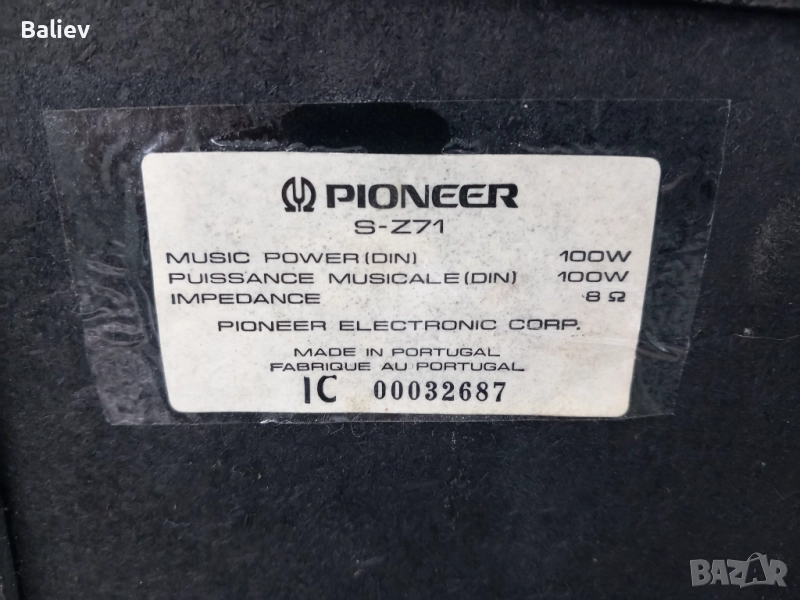 Baliev
PIONEER
S-Z71
MUSIC POWER (DIN) 100W
PUISSANCE MUSICALE (DIN) 100W
IMPEDANCE 8 Ω
PIONEER ELECTRONIC CORP.
MADE IN PORTUGAL
FABRIQUE AU PORTUGAL
IC 00032687
BAZAR